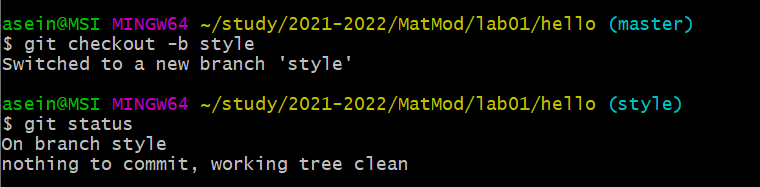 asein@MSI MINGW64 ~/study/2021-2022/MatMod/lab01/hello (master)
$ git checkout -b style
Switched to a new branch 'style'
asein@MSI MINGW64 ~/study/2021-2022/MatMod/lab01/hello (style)
$ git status
On branch style
nothing to commit, working tree clean